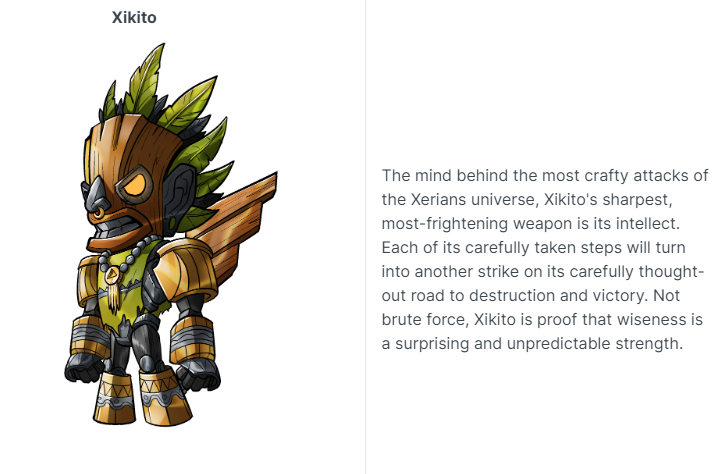 Xikito
The mind behind the most crafty attacks of
the Xerians universe, Xikito's sharpest,
most-frightening weapon is its intellect.
Each of its carefully taken steps will turn
into another strike on its carefully thought-
out road to destruction and victory. Not
brute force, Xikito is proof that wiseness is
a surprising and unpredictable strength.